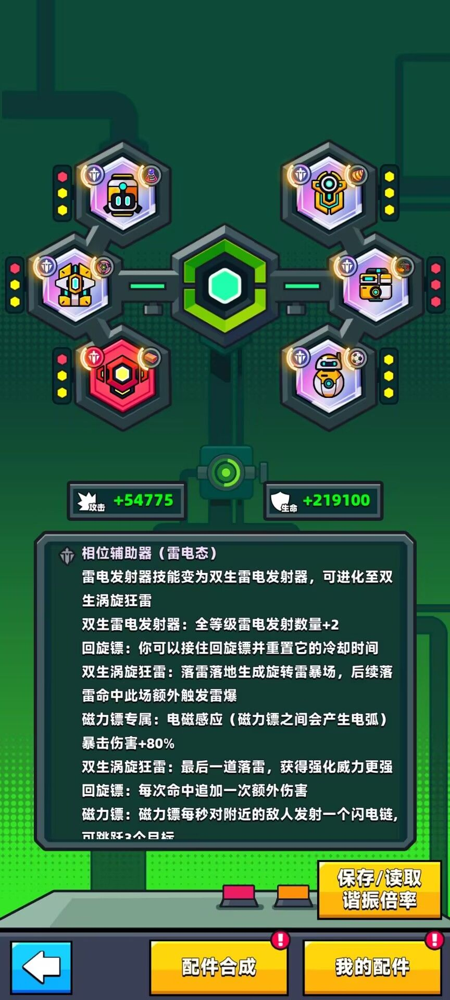 攻击 +54775
生命 +219100
相位辅助器（雷电态）
雷电发射器技能变为双生雷电发射器，可进化至双
生涡旋狂雷
双生雷电发射器：全等级雷电发射数量+2
回旋镖：你可以接住回旋镖并重置它的冷却时间
双生涡旋狂雷：落雷落地生成旋转雷暴场，后续落
雷命中此场额外触发雷爆
磁力镖专属：电磁感应（磁力镖之间会产生电弧）
暴击伤害+80%
双生涡旋狂雷：最后一道落雷，获得强化威力更强
回旋镖：每次命中追加一次额外伤害
磁力镖：磁力镖每秒对附近的敌人发射一个闪电链,
可跳跃3个目标
保存/读取
谐振倍率
配件合成
我的配件